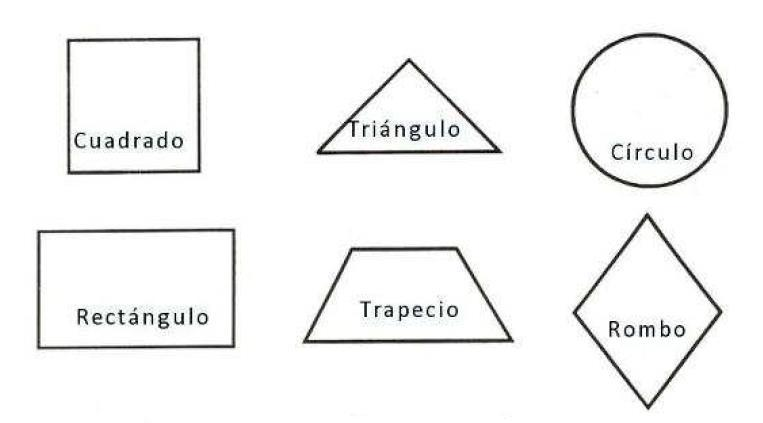 Cuadrado
Triángulo
Círculo
Rectángulo
Trapecio
Rombo